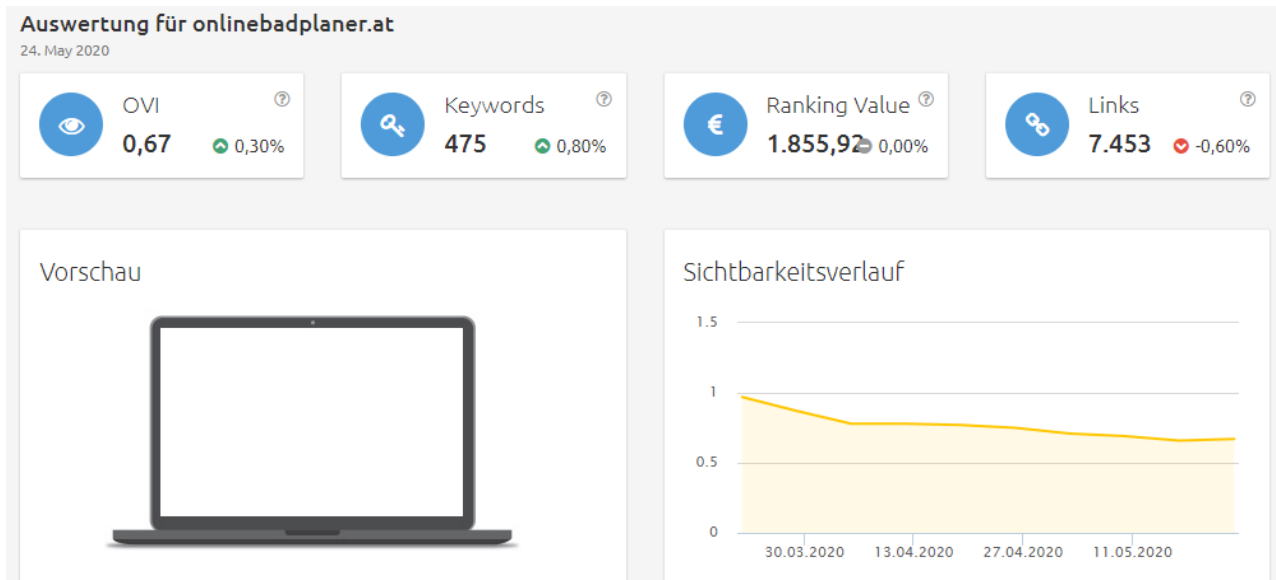 Auswertung für onlinebadplaner.at
24. May 2020
OVI
0,67 0,30%
Keywords
475 0,80%
Ranking Value
1.855,92 0,00%
Links
7.453 -0,60%
Vorschau
Sichtbarkeitsverlauf
1.5
1
0.5
0
30.03.2020 13.04.2020 27.04.2020 11.05.2020